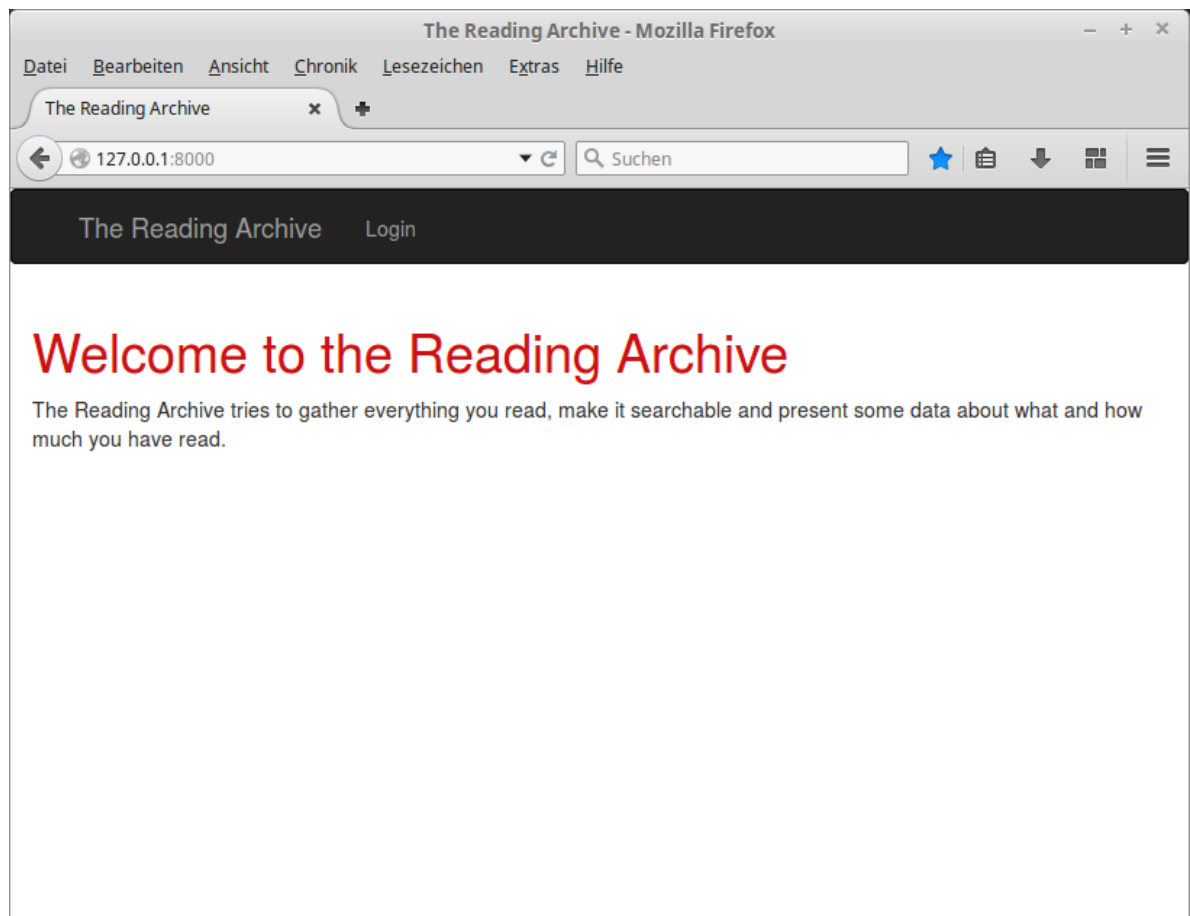 The Reading Archive - Mozilla Firefox
Datei Bearbeiten Ansicht Chronik Lesezeichen Extras Hilfe
The Reading Archive
127.0.0.1:8000 Suchen
The Reading Archive Login
Welcome to the Reading Archive
The Reading Archive tries to gather everything you read, make it searchable and present some data about what and how
much you have read.